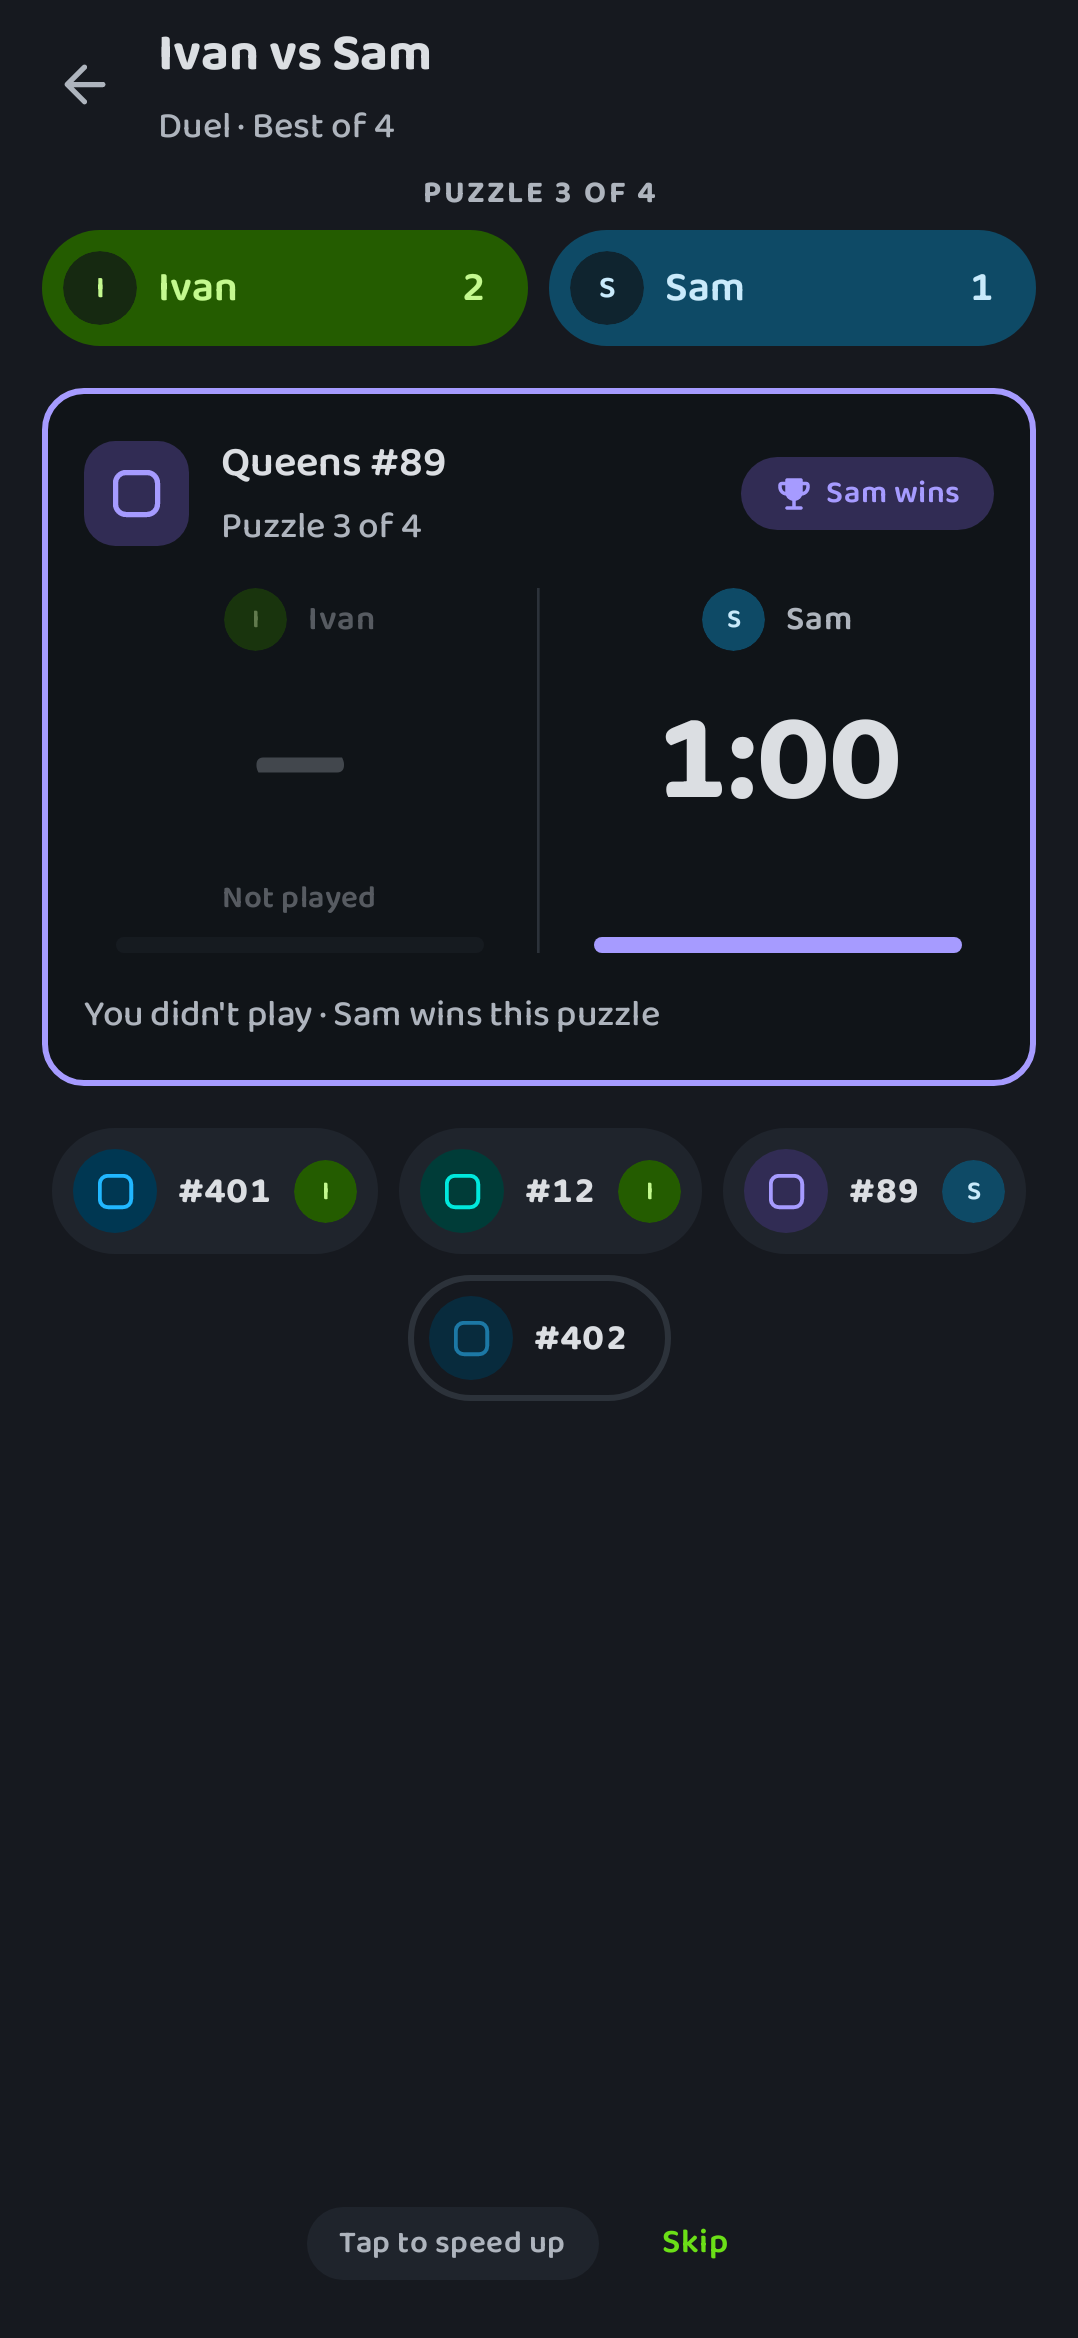 Ivan vs Sam
Duel · Best of 4
PUZZLE 3 OF 4
I Ivan 2
S Sam 1
Queens #89
Puzzle 3 of 4
Sam wins
I Ivan
S Sam
—
1:00
Not played
You didn't play · Sam wins this puzzle
#401 I
#12 I
#89 S
#402
Tap to speed up
Skip